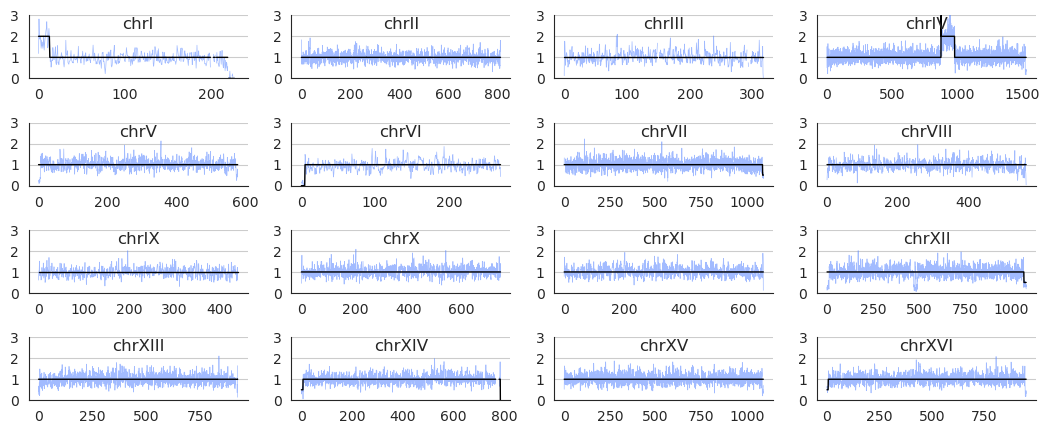 chrI chrII chrIII chrIV
3 3 3 3
2 2 2 2
1 1 1 1
0 0 0 0
0 100 200 0 200 400 600 800 0 100 200 300 0 500 1000 1500
chrV chrVI chrVII chrVIII
3 3 3 3
2 2 2 2
1 1 1 1
0 0 0 0
0 200 400 600 0 100 200 0 250 500 750 1000 0 200 400
chrIX chrX chrXI chrXII
3 3 3 3
2 2 2 2
1 1 1 1
0 0 0 0
0 100 200 300 400 0 200 400 600 0 200 400 600 0 250 500 750 1000
chrXIII chrXIV chrXV chrXVI
3 3 3 3
2 2 2 2
1 1 1 1
0 0 0 0
0 250 500 750 0 200 400 600 800 0 250 500 750 1000 0 250 500 750